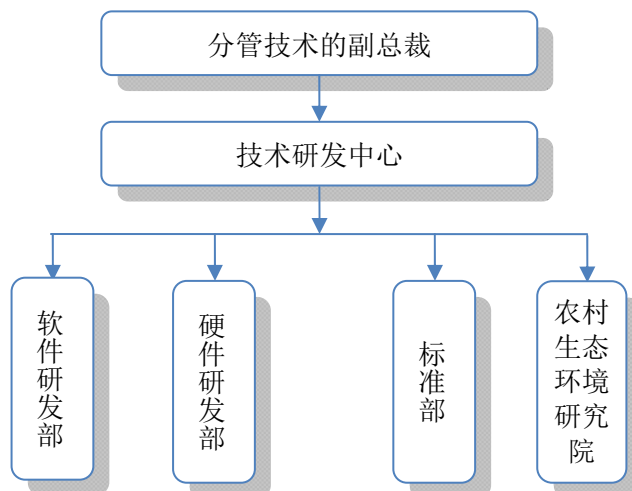 分管技术的副总裁
技术研发中心
软件研发部
硬件研发部
标准部
农村
生态
环境
研究
院